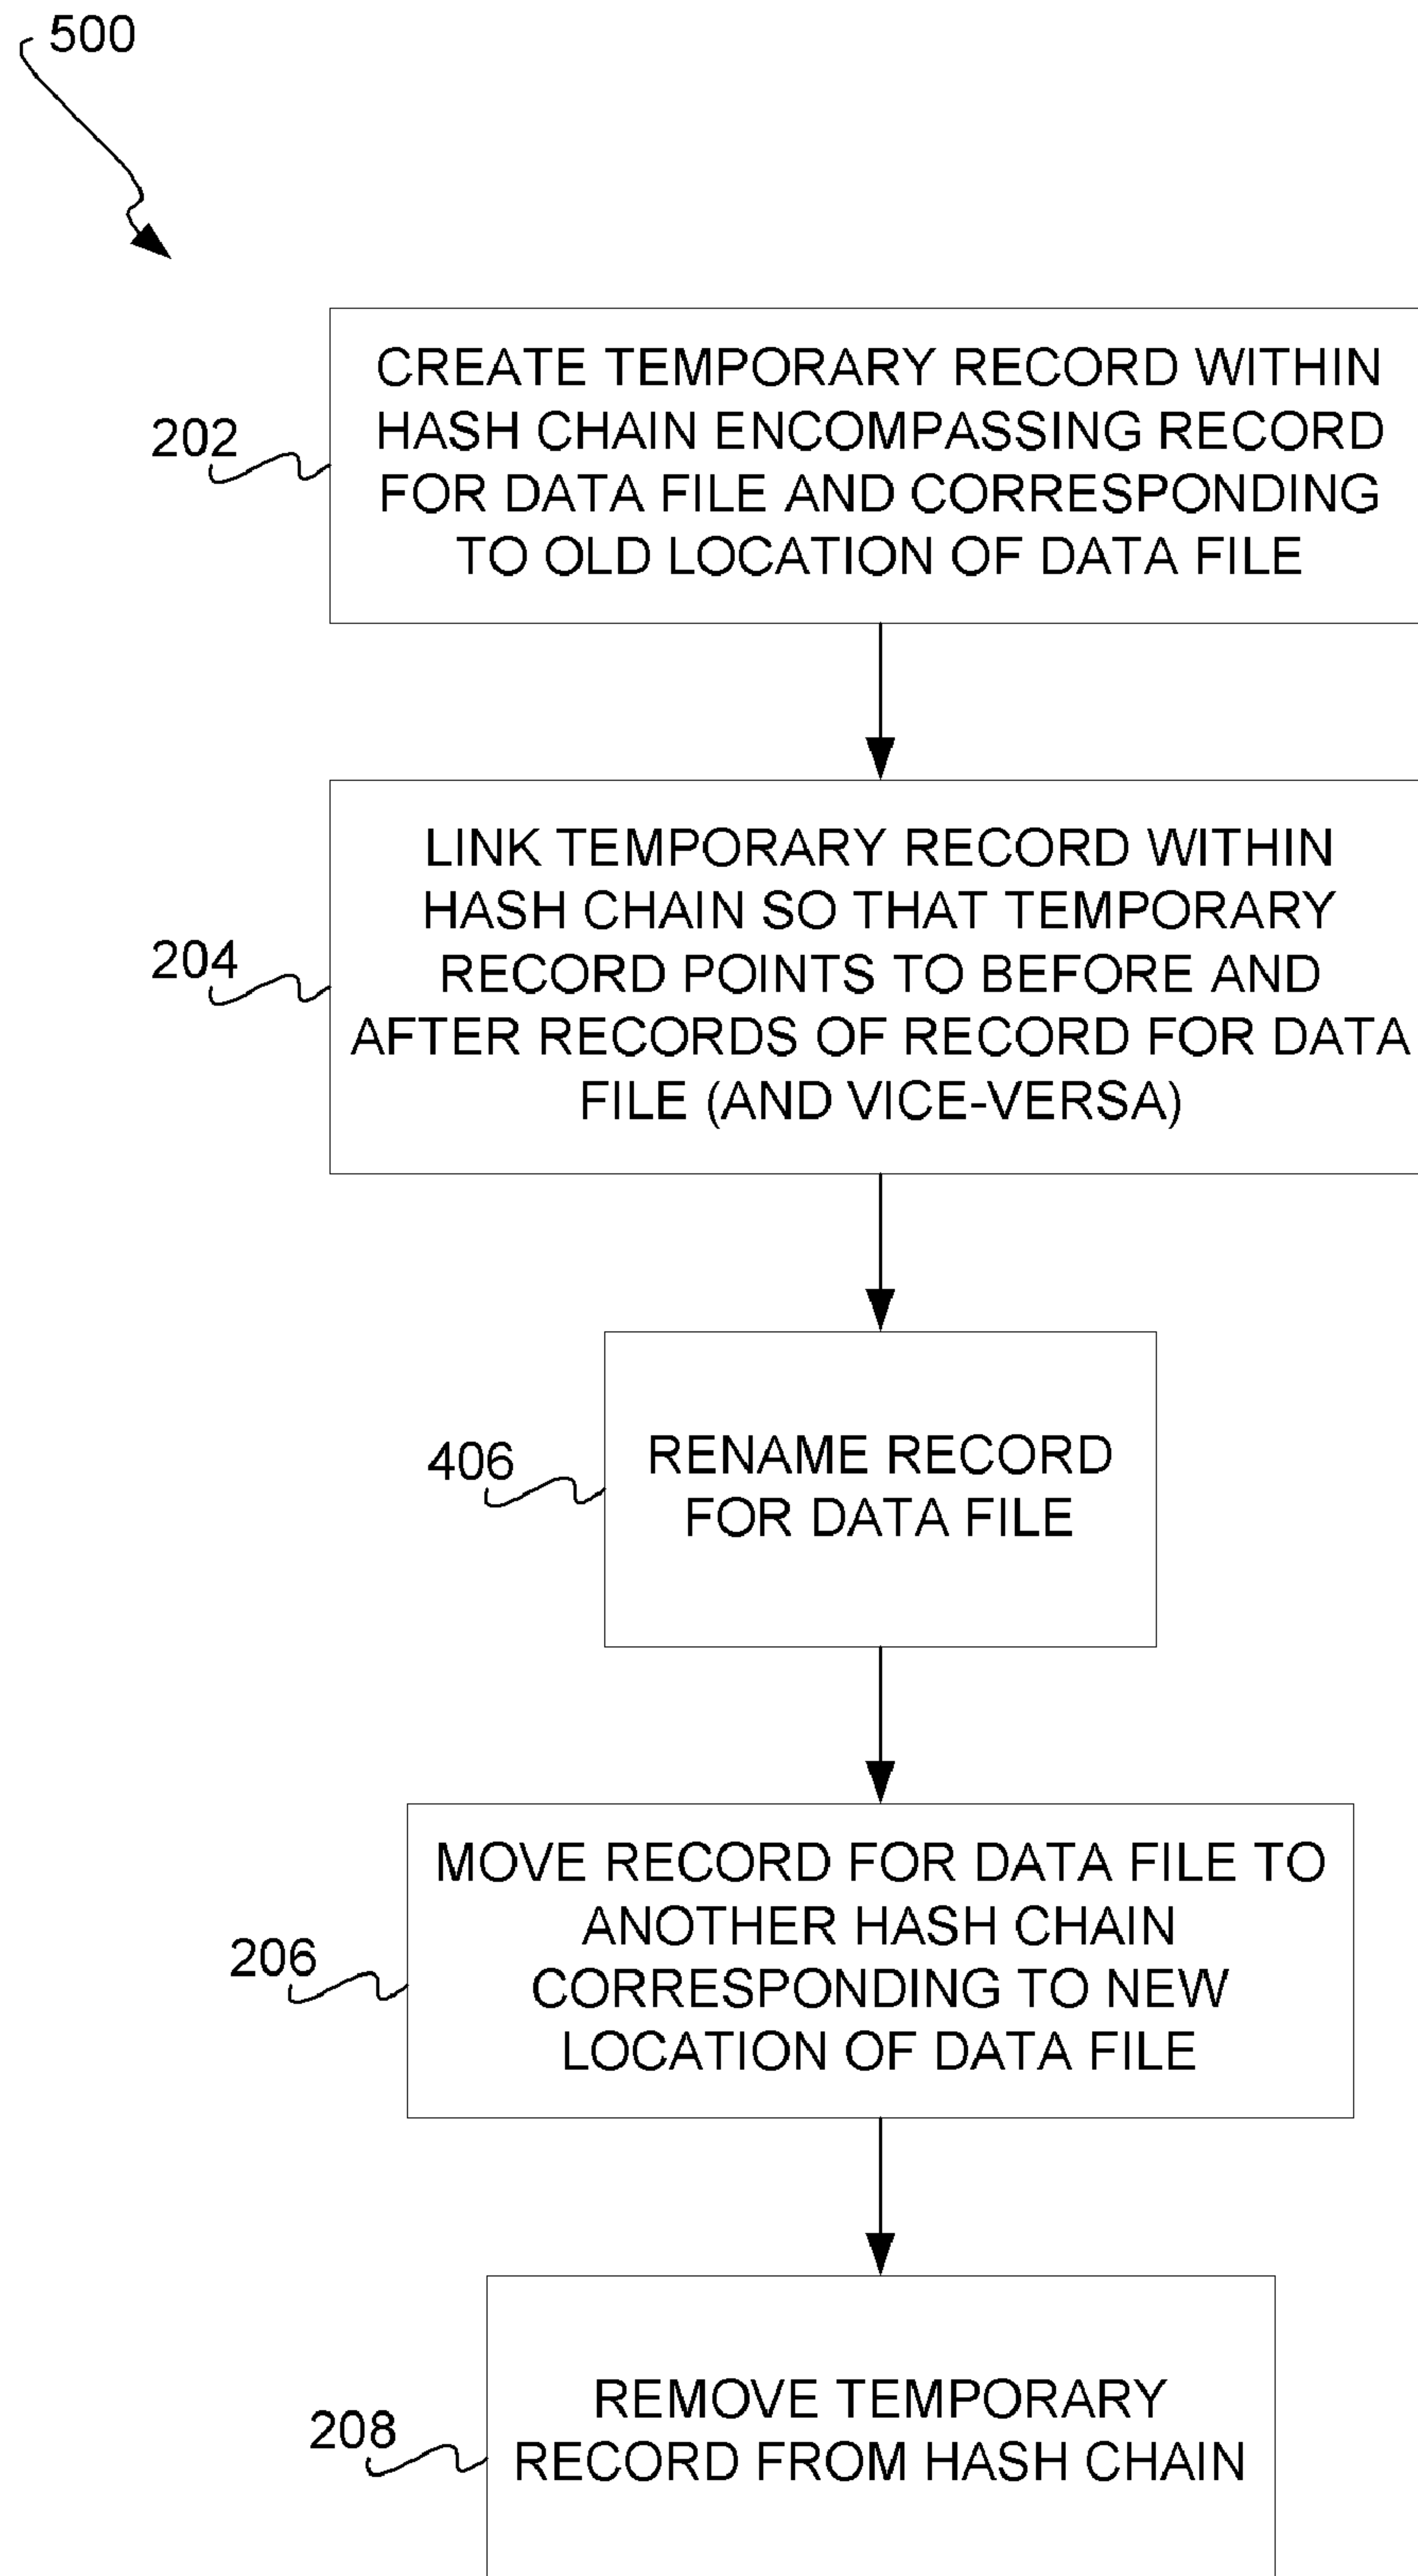 500
202
CREATE TEMPORARY RECORD WITHIN
HASH CHAIN ENCOMPASSING RECORD
FOR DATA FILE AND CORRESPONDING
TO OLD LOCATION OF DATA FILE
204
LINK TEMPORARY RECORD WITHIN
HASH CHAIN SO THAT TEMPORARY
RECORD POINTS TO BEFORE AND
AFTER RECORDS OF RECORD FOR DATA
FILE (AND VICE-VERSA)
406
RENAME RECORD
FOR DATA FILE
206
MOVE RECORD FOR DATA FILE TO
ANOTHER HASH CHAIN
CORRESPONDING TO NEW
LOCATION OF DATA FILE
208
REMOVE TEMPORARY
RECORD FROM HASH CHAIN